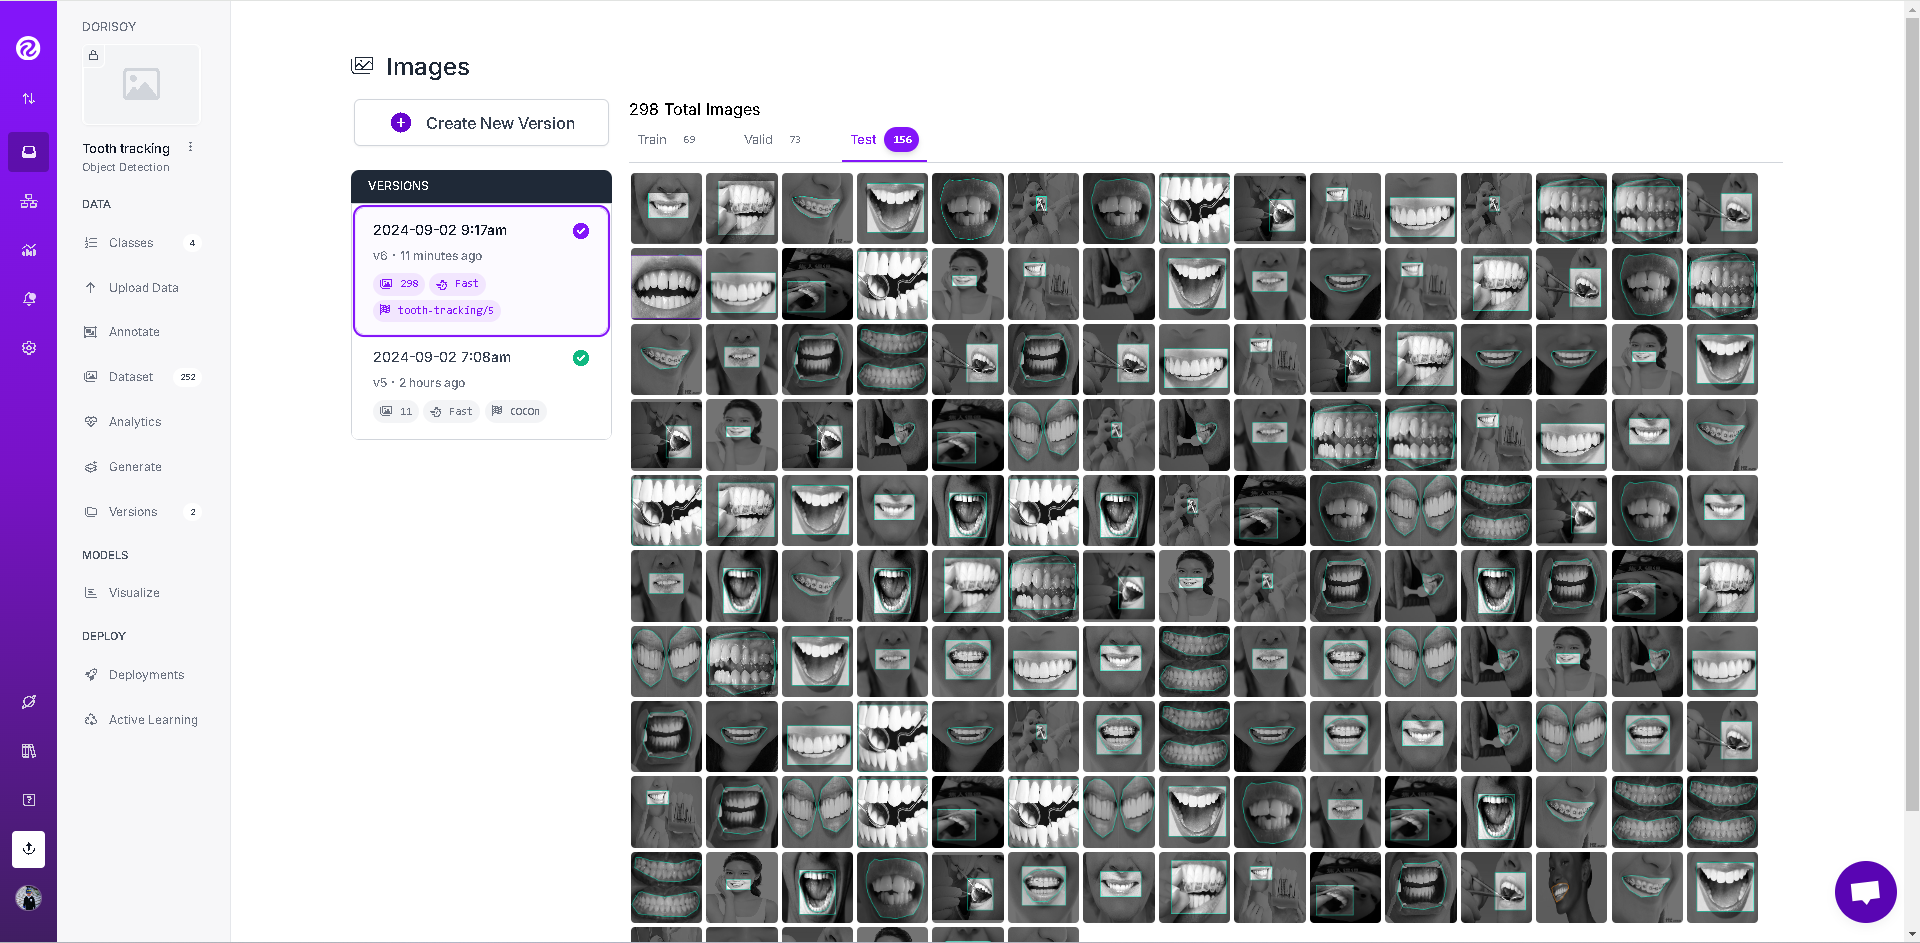 DORISOY
Tooth tracking
Object Detection
DATA
Classes 4
Upload Data
Annotate
Dataset 252
Analytics
Generate
Versions 2
MODELS
Visualize
DEPLOY
Deployments
Active Learning
Images
Create New Version
VERSIONS
2024-09-02 9:17am
v6 • 11 minutes ago
298 Fast
tooth-tracking/5
2024-09-02 7:08am
v5 • 2 hours ago
11 Fast COCOn
298 Total Images
Train 69 Valid 73 Test 156